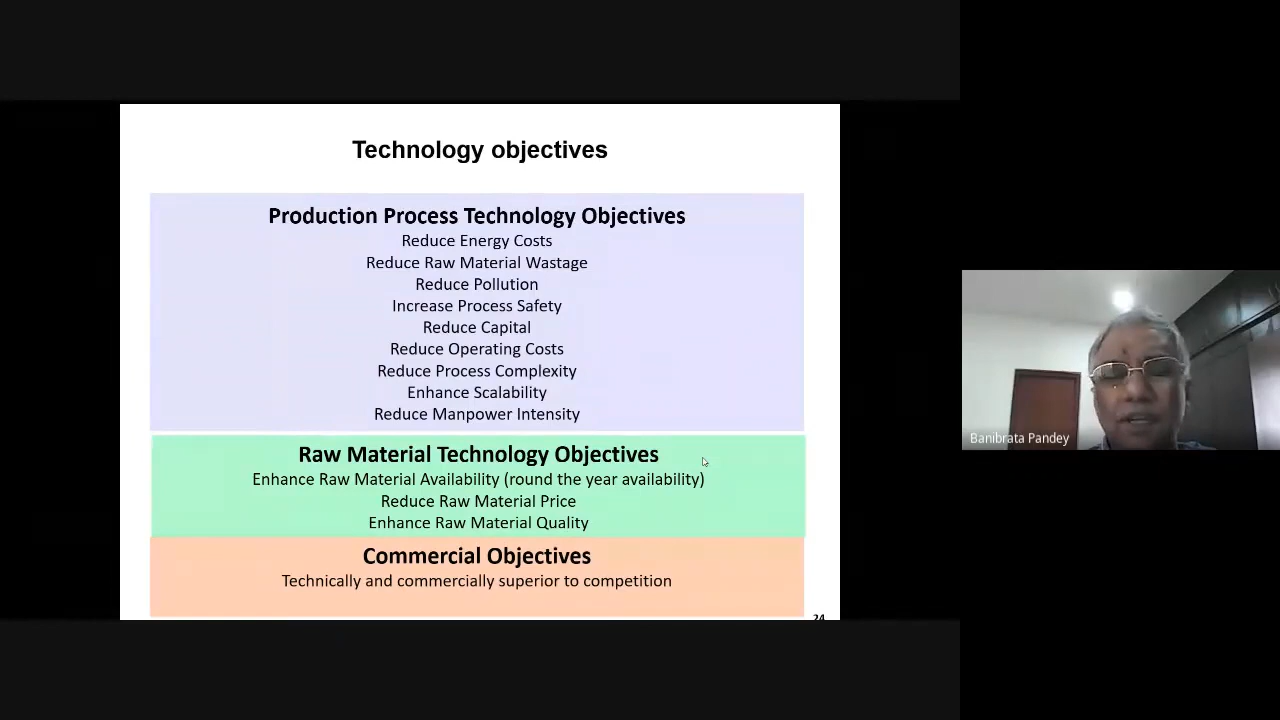 Technology objectives
Production Process Technology Objectives
Reduce Energy Costs
Reduce Raw Material Wastage
Reduce Pollution
Increase Process Safety
Reduce Capital
Reduce Operating Costs
Reduce Process Complexity
Enhance Scalability
Reduce Manpower Intensity
Raw Material Technology Objectives
Enhance Raw Material Availability (round the year availability)
Reduce Raw Material Price
Enhance Raw Material Quality
Commercial Objectives
Technically and commercially superior to competition
24
Banibrata Pandey